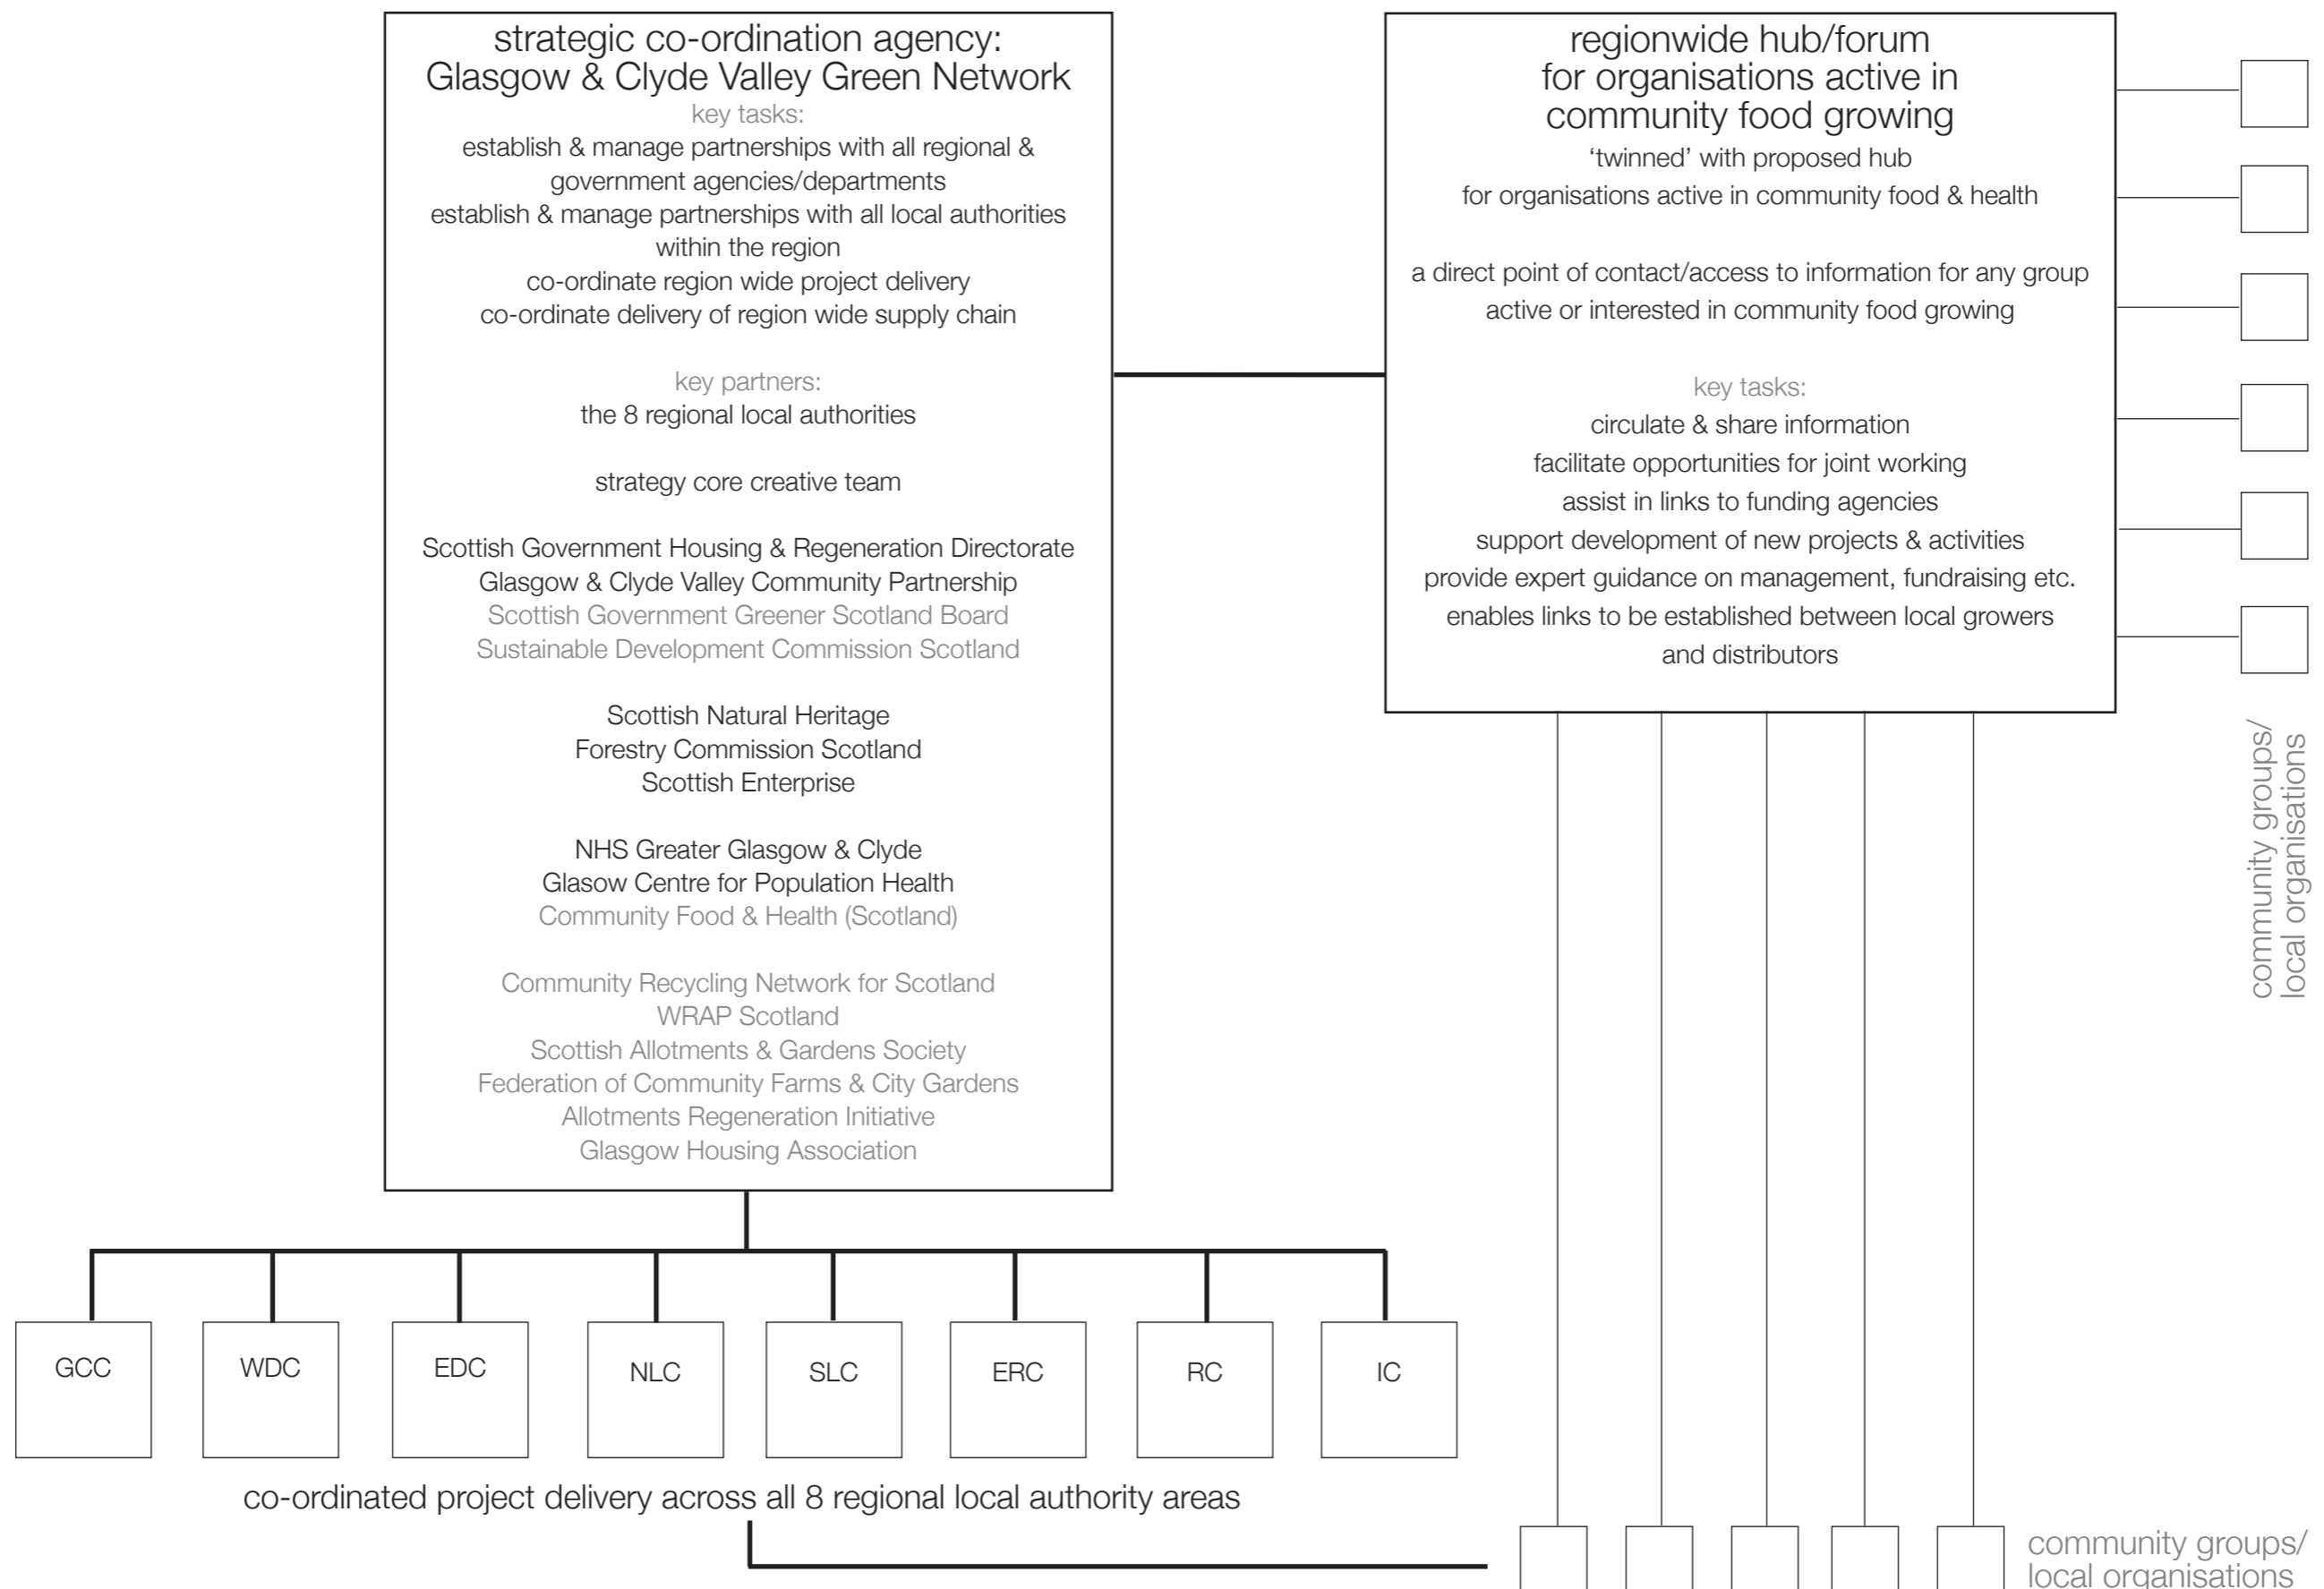 strategic co-ordination agency:
Glasgow & Clyde Valley Green Network
key tasks:
establish & manage partnerships with all regional &
government agencies/departments
establish & manage partnerships with all local authorities
within the region
co-ordinate region wide project delivery
co-ordinate delivery of region wide supply chain
key partners:
the 8 regional local authorities
strategy core creative team
Scottish Government Housing & Regeneration Directorate
Glasgow & Clyde Valley Community Partnership
Scottish Government Greener Scotland Board
Sustainable Development Commission Scotland
Scottish Natural Heritage
Forestry Commission Scotland
Scottish Enterprise
NHS Greater Glasgow & Clyde
Glasow Centre for Population Health
Community Food & Health (Scotland)
Community Recycling Network for Scotland
WRAP Scotland
Scottish Allotments & Gardens Society
Federation of Community Farms & City Gardens
Allotments Regeneration Initiative
Glasgow Housing Association
regionwide hub/forum
for organisations active in
community food growing
‘twinned’ with proposed hub
for organisations active in community food & health
a direct point of contact/access to information for any group
active or interested in community food growing
key tasks:
circulate & share information
facilitate opportunities for joint working
assist in links to funding agencies
support development of new projects & activities
provide expert guidance on management, fundraising etc.
enables links to be established between local growers
and distributors
community groups/
local organisations
GCC
WDC
EDC
NLC
SLC
ERC
RC
IC
co-ordinated project delivery across all 8 regional local authority areas
community groups/
local organisations